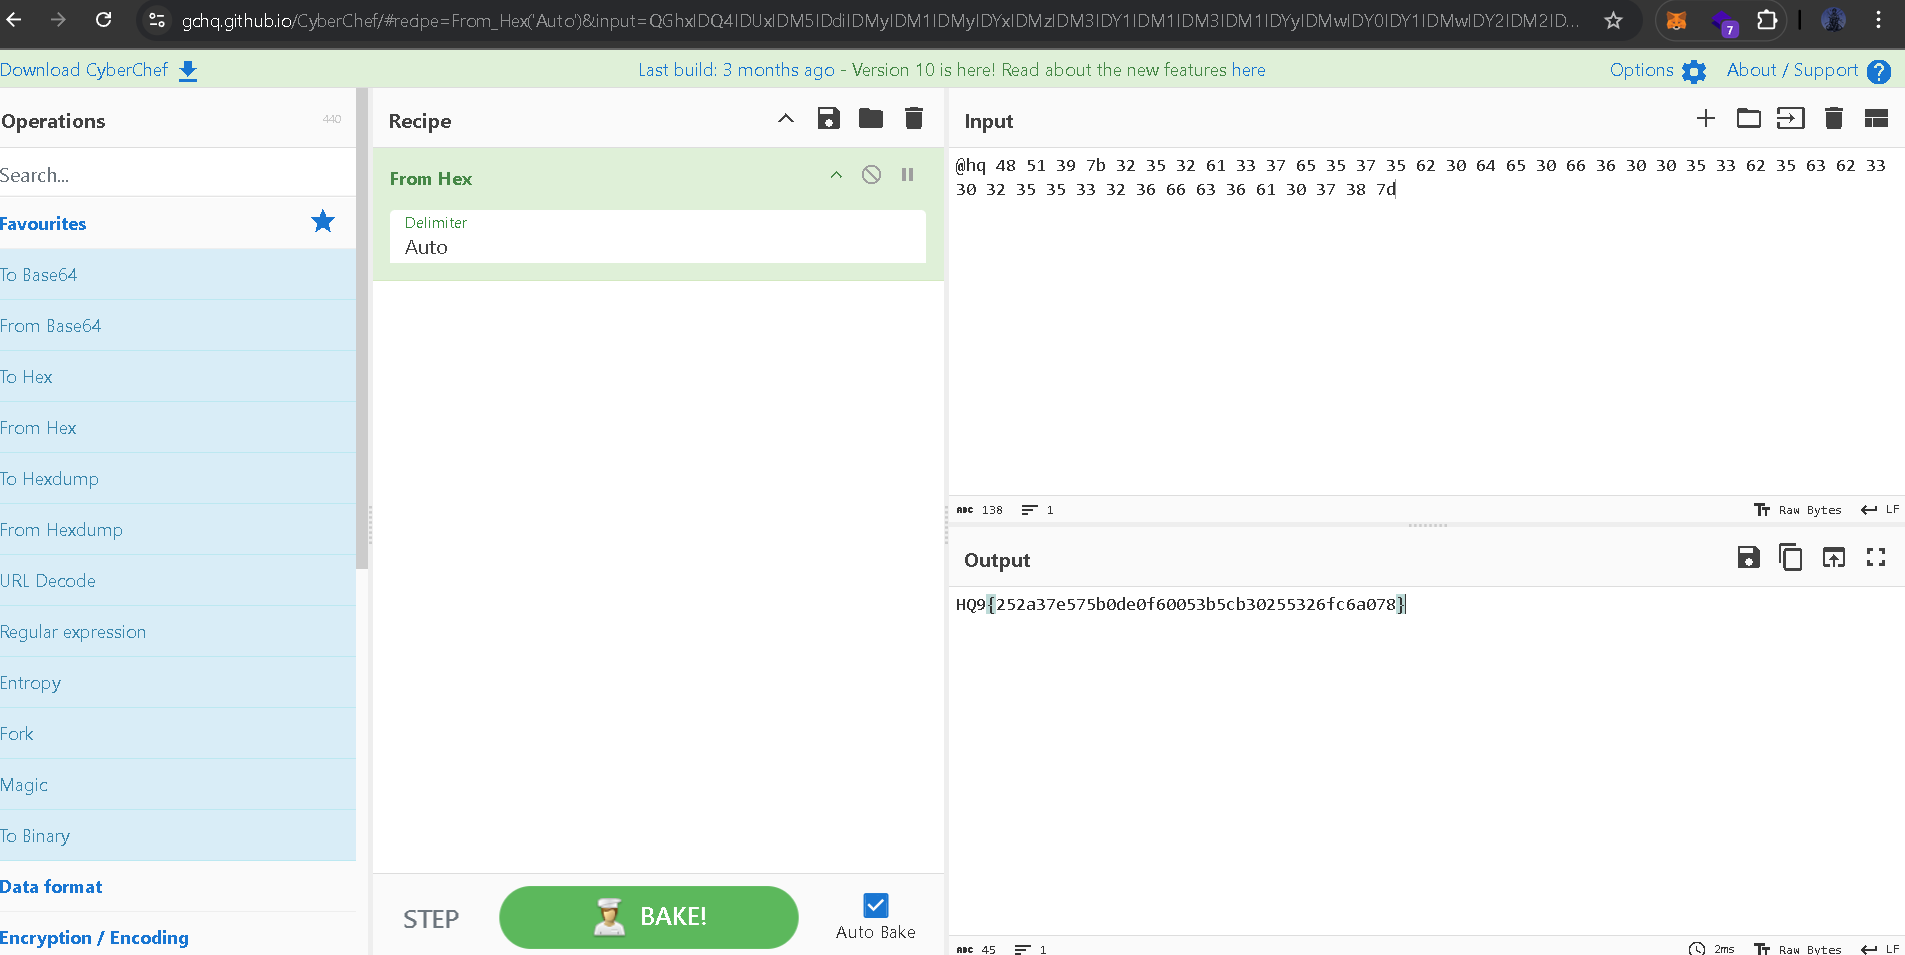 gchq.github.io/CyberChef/#recipe=From_Hex('Auto')&input=QGhxIDQ4IDUxIDM5IDdiIDMyIDM1IDMyIDYxIDMzIDM3IDY1IDM1IDM3IDM1IDYyIDMwIDY0IDY1IDMwIDY2IDM2ID...
7
Download CyberChef
Last build: 3 months ago - Version 10 is here! Read about the new features here
Options
About / Support
Operations
440
Search...
Favourites
To Base64
From Base64
To Hex
From Hex
To Hexdump
From Hexdump
URL Decode
Regular expression
Entropy
Fork
Magic
To Binary
Data format
Encryption / Encoding
Recipe
From Hex
Delimiter
Auto
STEP
BAKE!
Auto Bake
Input
@hq 48 51 39 7b 32 35 32 61 33 37 65 35 37 35 62 30 64 65 30 66 36 30 30 35 33 62 35 63 62 33
30 32 35 35 33 32 36 66 63 36 61 30 37 38 7d
ABC 138 1
Raw Bytes LF
Output
HQ9{252a37e575b0de0f60053b5cb30255326fc6a078}
ABC 45 1
2ms Raw Bytes LF